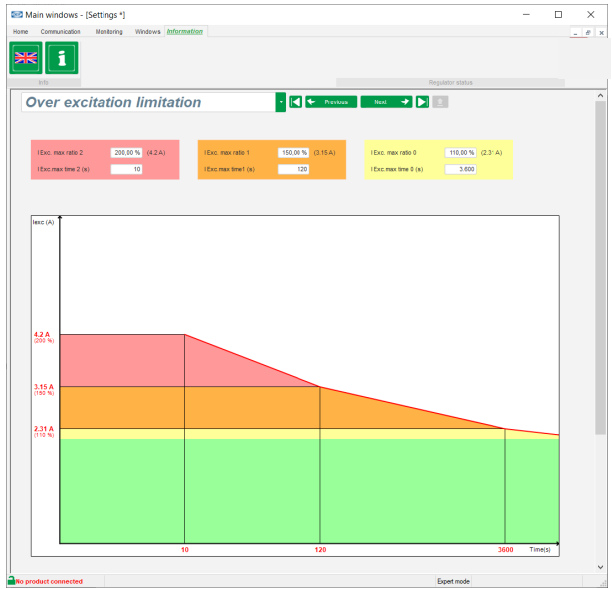 Main windows - [Settings *]
Home Communication Monitoring Windows Information
Info. Regulator status
Over excitation limitation Previous Next
I Exc. max ratio 2 200,00 % (4.2 A) I Exc. max ratio 1 150,00 % (3.15 A) I Exc. max ratio 0 110,00 % (2.31 A)
I Exc.max time 2 (s) 10 I Exc.max time1 (s) 120 I Exc.max time 0 (s) 3.600
Iexc (A)
4.2 A
(200 %)
3.15 A
(150 %)
2.31 A
(110 %)
10 120 3600 Time(s)
No product connected Expert mode